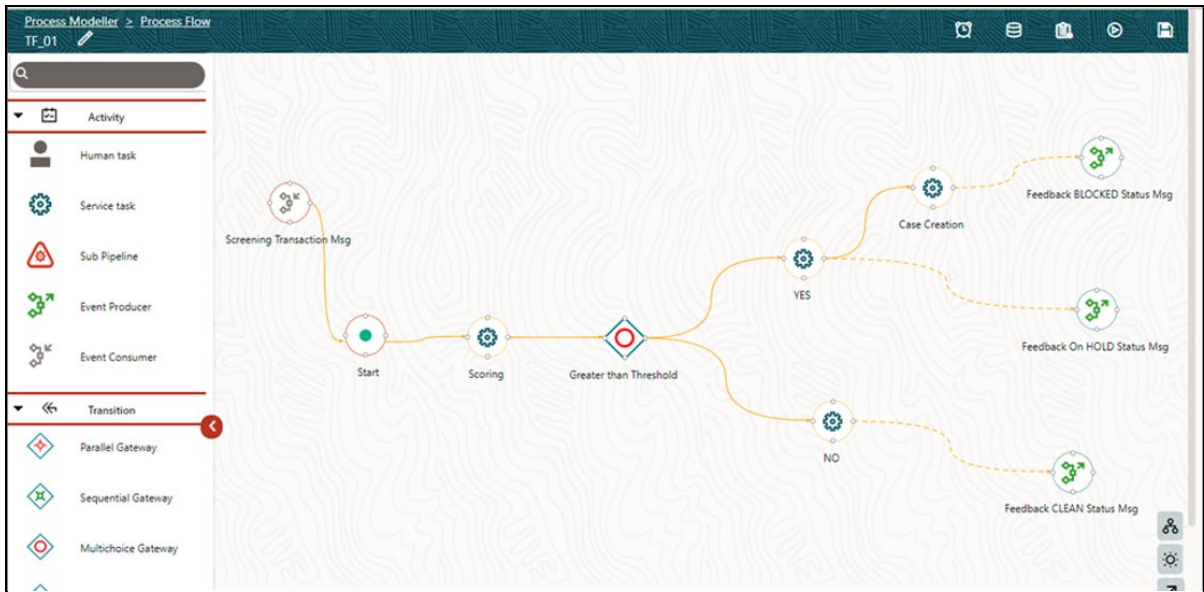 Process Modeller > Process Flow
TF_01
Activity
Human task
Service task
Sub Pipeline
Event Producer
Event Consumer
Transition
Parallel Gateway
Sequential Gateway
Multichoice Gateway
Screening Transaction Msg
Start
Scoring
Greater than Threshold
YES
NO
Case Creation
Feedback BLOCKED Status Msg
Feedback On HOLD Status Msg
Feedback CLEAN Status Msg